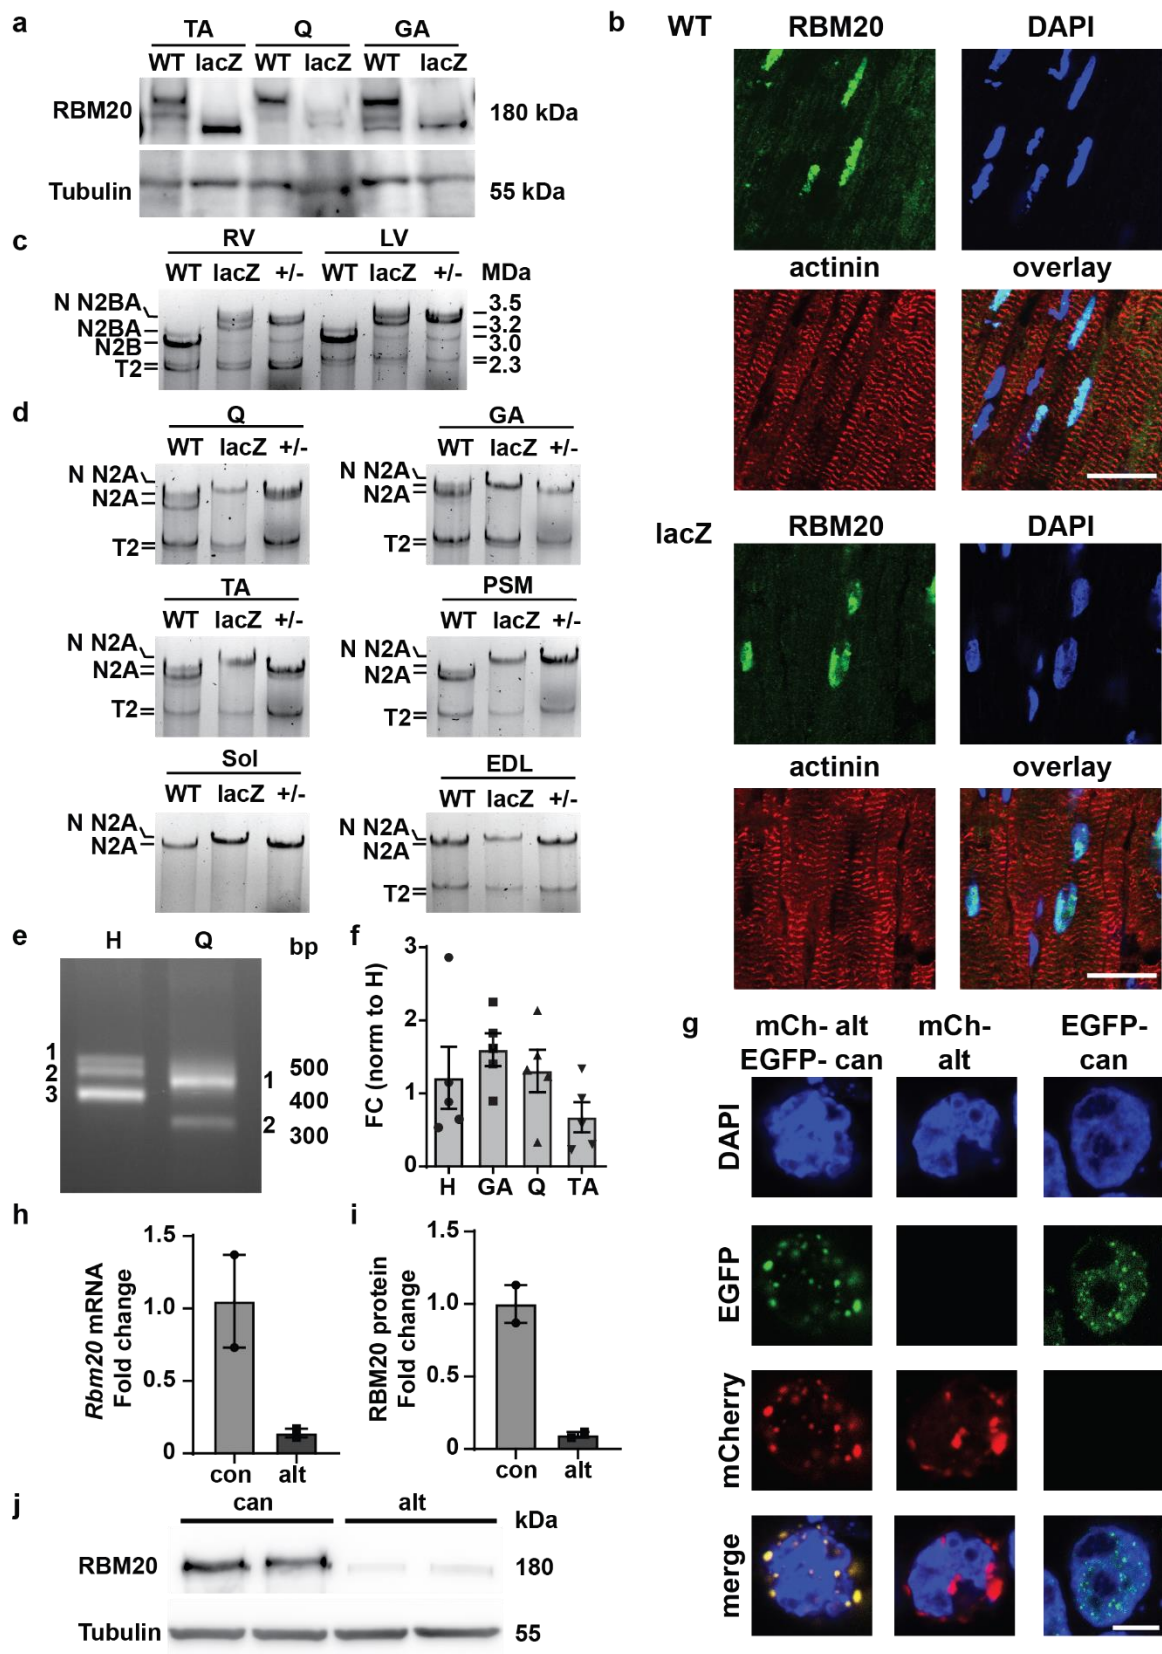 a
TA Q GA
WT lacZ WT lacZ WT lacZ
RBM20 180 kDa
Tubulin 55 kDa
b
WT RBM20 DAPI
actinin overlay
lacZ RBM20 DAPI
actinin overlay
c
RV LV
WT lacZ +/- WT lacZ +/- MDa
N N2BA 3.5
N2BA 3.2
N2B 3.0
T2 2.3
d
Q
WT lacZ +/-
N N2A
N2A
T2
GA
WT lacZ +/-
N N2A
N2A
T2
TA
WT lacZ +/-
N N2A
N2A
T2
PSM
WT lacZ +/-
N N2A
N2A
T2
Sol
WT lacZ +/-
N N2A
N2A
EDL
WT lacZ +/-
N N2A
N2A
T2
e
H Q bp
1
2 500
3 1
400
2
300
f
FC (norm to H)
3
2
1
0
H GA Q TA
g
mCh- alt mCh- EGFP-
EGFP- can alt can
DAPI
EGFP
mCherry
merge
h
Rbm20 mRNA
Fold change
1.5
1.0
0.5
0
con alt
i
RBM20 protein
Fold change
1.5
1.0
0.5
0
con alt
j
can alt kDa
RBM20 180
Tubulin 55